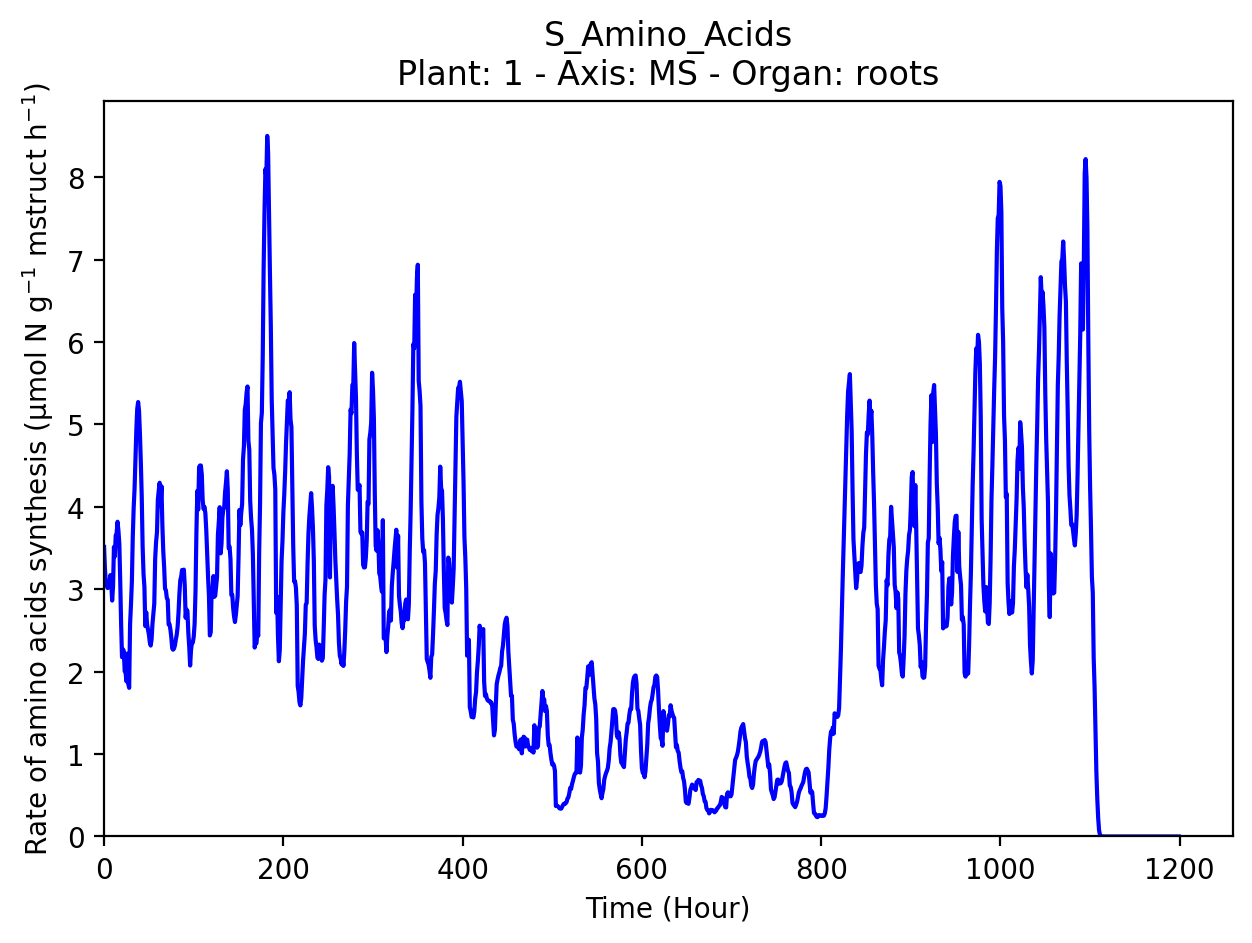 S_Amino_Acids
Plant: 1 - Axis: MS - Organ: roots
Rate of amino acids synthesis (µmol N g⁻¹ mstruct h⁻¹)
8
7
6
5
4
3
2
1
0
0 200 400 600 800 1000 1200
Time (Hour)